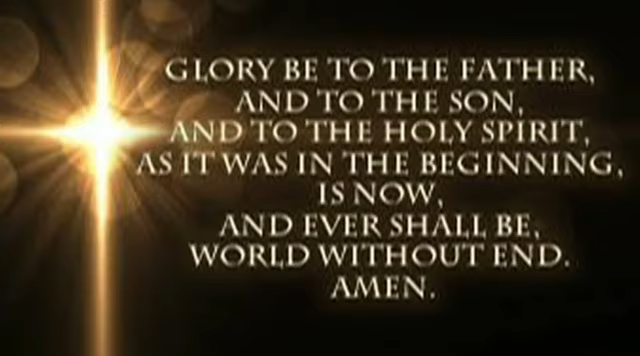 GLORY BE TO THE FATHER,
AND TO THE SON,
AND TO THE HOLY SPIRIT,
AS IT WAS IN THE BEGINNING,
IS NOW,
AND EVER SHALL BE,
WORLD WITHOUT END.
AMEN.